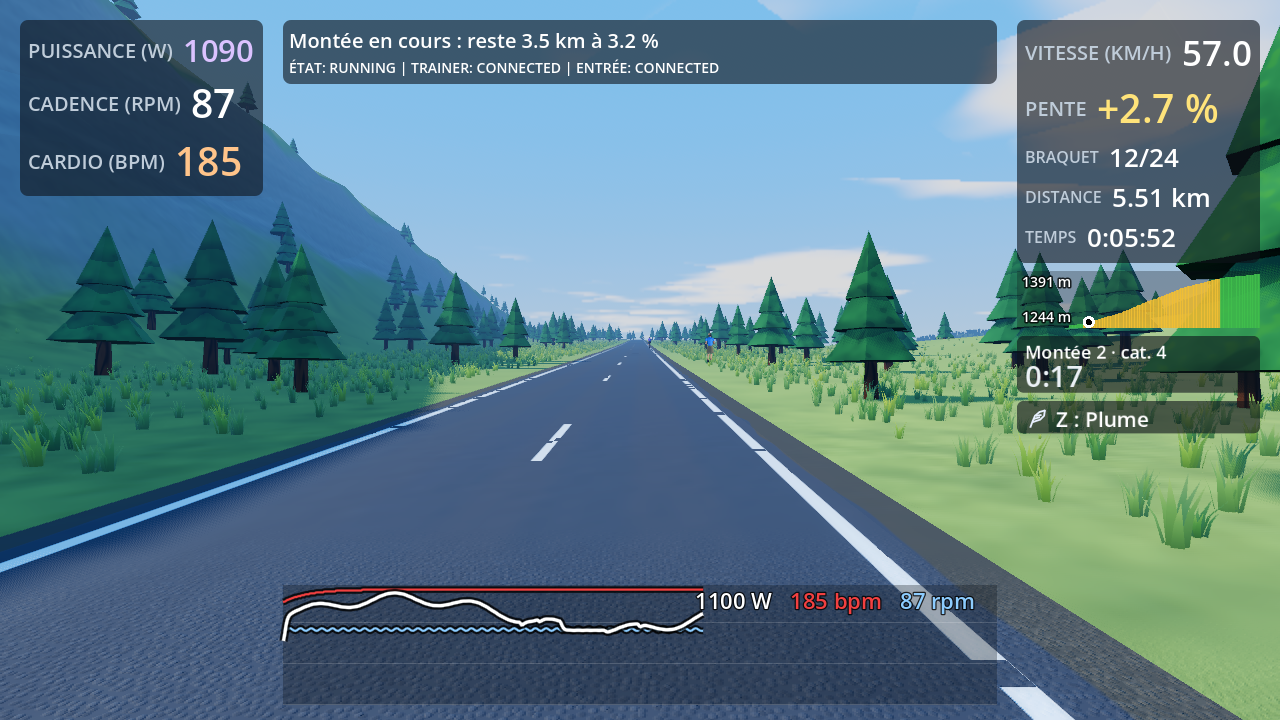 PUISSANCE (W) 1090
CADENCE (RPM) 87
CARDIO (BPM) 185
Montée en cours : reste 3.5 km à 3.2 %
ÉTAT: RUNNING | TRAINER: CONNECTED | ENTRÉE: CONNECTED
VITESSE (KM/H) 57.0
PENTE +2.7 %
BRAQUET 12/24
DISTANCE 5.51 km
TEMPS 0:05:52
1391 m
1244 m
Montée 2 · cat. 4
0:17
Z : Plume
1100 W 185 bpm 87 rpm